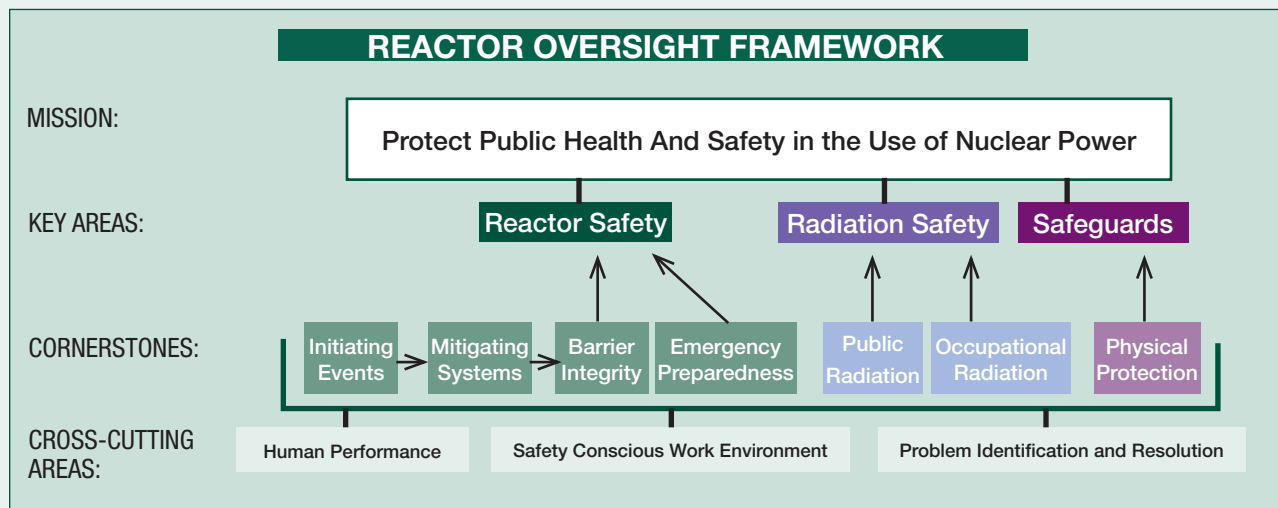 REACTOR OVERSIGHT FRAMEWORK
MISSION:
Protect Public Health And Safety in the Use of Nuclear Power
KEY AREAS:
Reactor Safety
Radiation Safety
Safeguards
CORNERSTONES:
Initiating
Events
Mitigating
Systems
Barrier
Integrity
Emergency
Preparedness
Public
Radiation
Occupational
Radiation
Physical
Protection
CROSS-CUTTING
AREAS:
Human Performance
Safety Conscious Work Environment
Problem Identification and Resolution